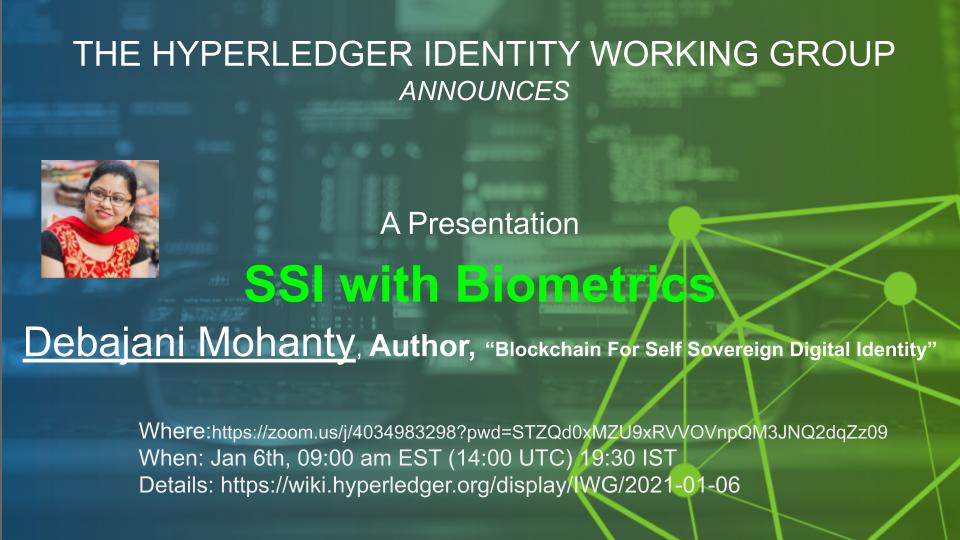 THE HYPERLEDGER IDENTITY WORKING GROUP
ANNOUNCES
A Presentation
SSI with Biometrics
Debajani Mohanty, Author, “Blockchain For Self Sovereign Digital Identity”
Where:https://zoom.us/j/4034983298?pwd=STZQd0xMZU9xRVVOVnpQM3JNQ2dqZz09
When: Jan 6th, 09:00 am EST (14:00 UTC) 19:30 IST
Details: https://wiki.hyperledger.org/display/IWG/2021-01-06